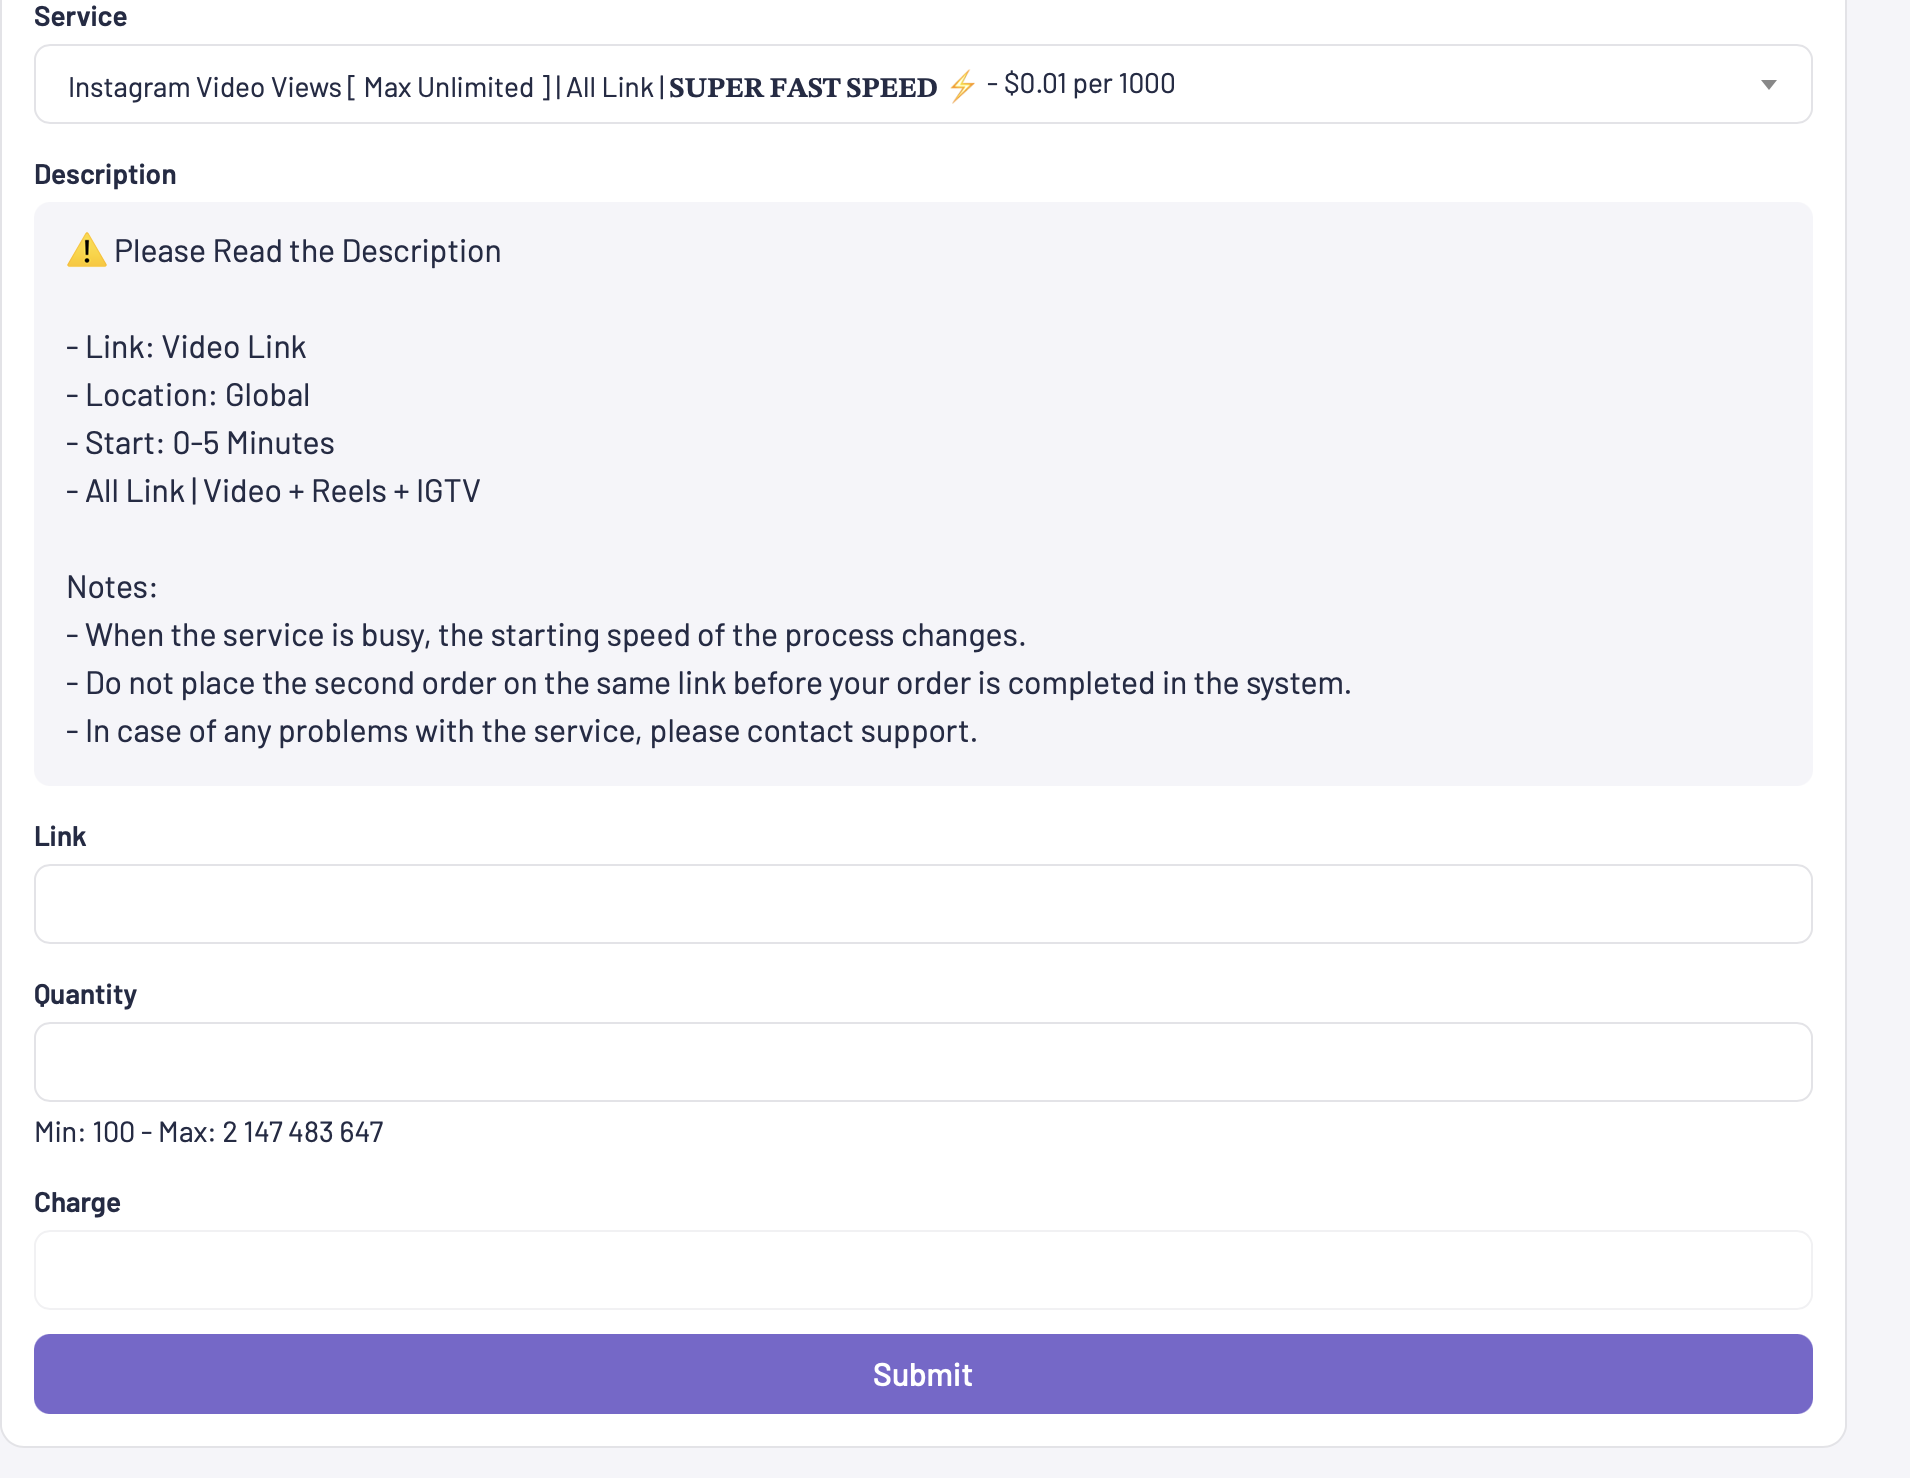 Service
Instagram Video Views [ Max Unlimited ] | All Link | 𝐒𝐔𝐏𝐄𝐑 𝐅𝐀𝐒𝐓 𝐒𝐏𝐄𝐄𝐃 ⚡ - $0.01 per 1000
Description
⚠️ Please Read the Description
- Link: Video Link
- Location: Global
- Start: 0-5 Minutes
- All Link | Video + Reels + IGTV
Notes:
- When the service is busy, the starting speed of the process changes.
- Do not place the second order on the same link before your order is completed in the system.
- In case of any problems with the service, please contact support.
Link
Quantity
Min: 100 - Max: 2 147 483 647
Charge
Submit